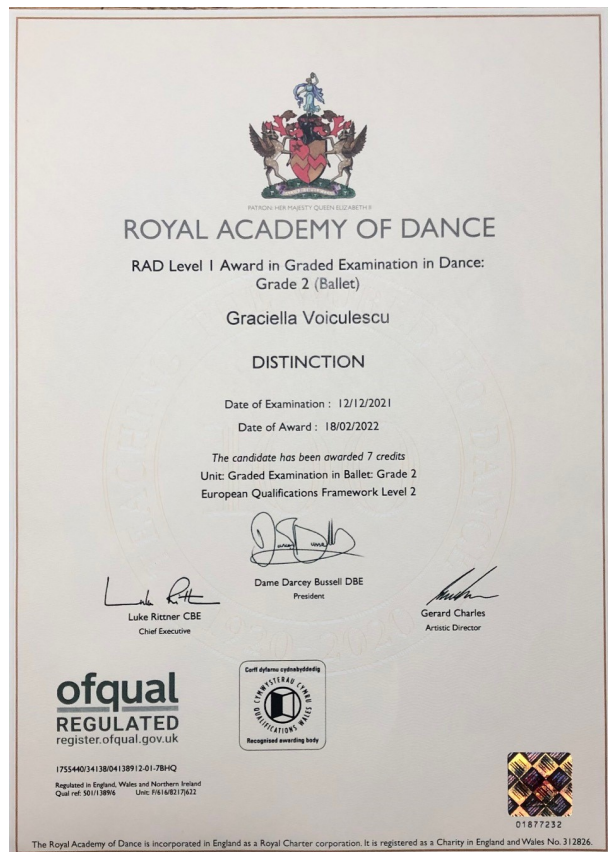 PATRON: HER MAJESTY QUEEN ELIZABETH II
ROYAL ACADEMY OF DANCE
RAD Level 1 Award in Graded Examination in Dance:
Grade 2 (Ballet)
Graciella Voiculescu
DISTINCTION
Date of Examination : 12/12/2021
Date of Award : 18/02/2022
The candidate has been awarded 7 credits
Unit: Graded Examination in Ballet: Grade 2
European Qualifications Framework Level 2
Dame Darcey Bussell DBE
President
Luke Rittner CBE
Chief Executive
Gerard Charles
Artistic Director
ofqual
REGULATED
register.ofqual.gov.uk
Corff dyfarnu cydnabyddedig
CYMWYSTERAU CYMRU
QUALIFICATIONS WALES
Recognised awarding body
1755440/34138/04138912-01-7BHQ
Regulated in England, Wales and Northern Ireland
Qual ref: 501/1389/6 Unit: F/616/8217J622
01877232
The Royal Academy of Dance is incorporated in England as a Royal Charter corporation. It is registered as a Charity in England and Wales No. 312826.